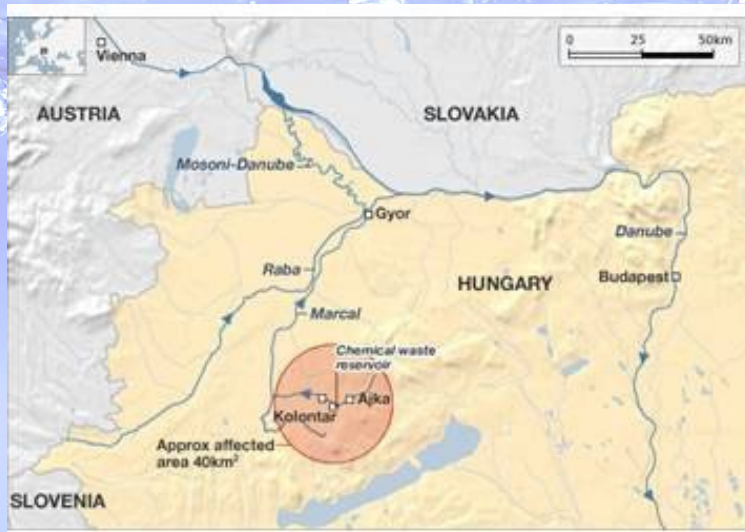 0 25 50km
Vienna
AUSTRIA
SLOVAKIA
Mosoni-Danube
Gyor
Danube
Raba
HUNGARY
Budapest
Marcal
Chemical waste
reservoir
Ajka
Kolontar
Approx affected
area 40km²
SLOVENIA